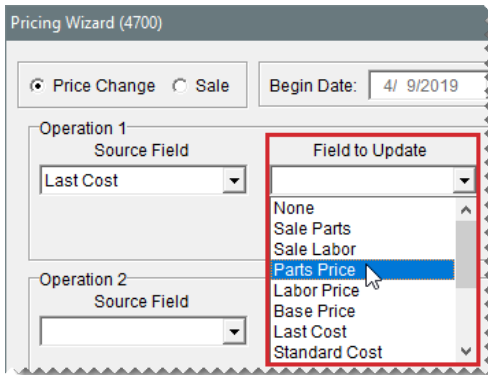 Pricing Wizard (4700)
Price Change Sale Begin Date: 4/ 9/2019
Operation 1
Source Field Field to Update
Last Cost
None
Sale Parts
Sale Labor
Parts Price
Labor Price
Base Price
Last Cost
Standard Cost
Operation 2
Source Field